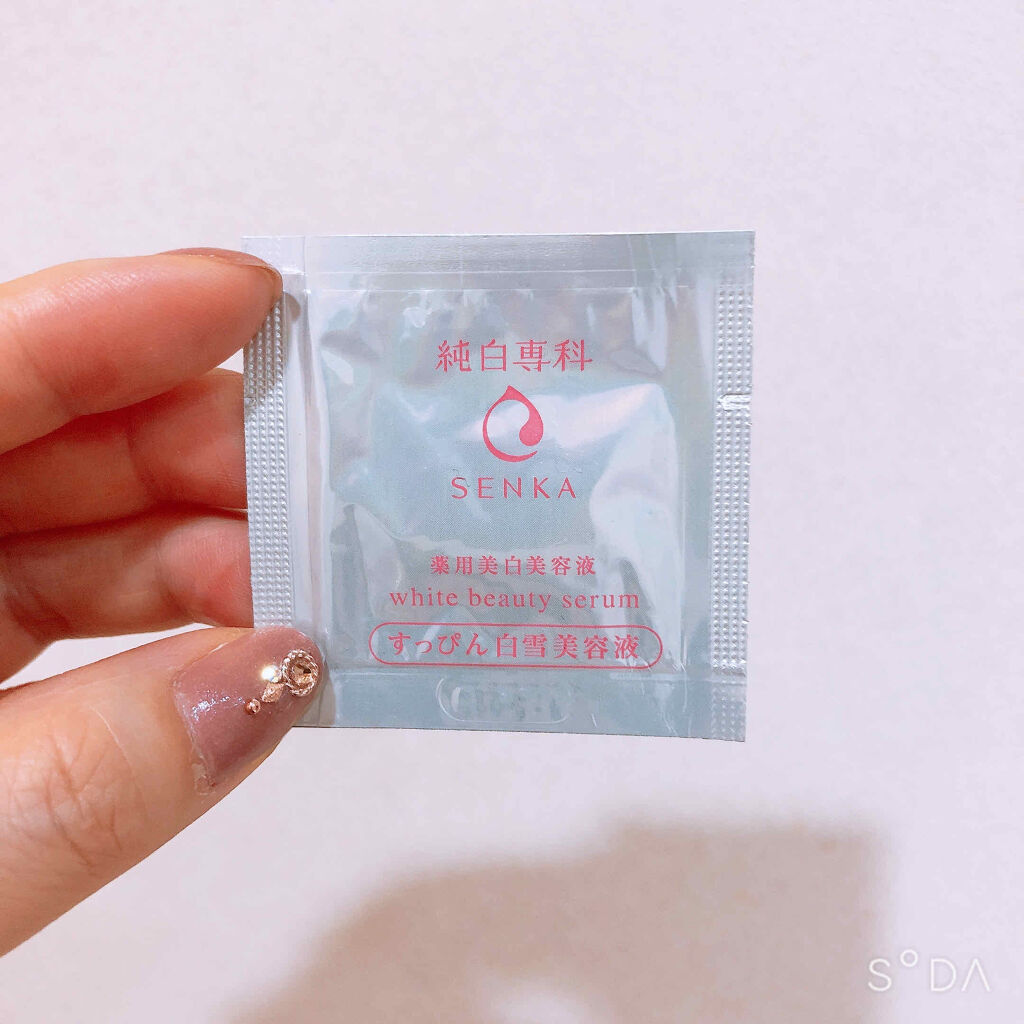 純白専科
SENKA
薬用美白美容液
white beauty serum
すっぴん白雪美容液
SODA